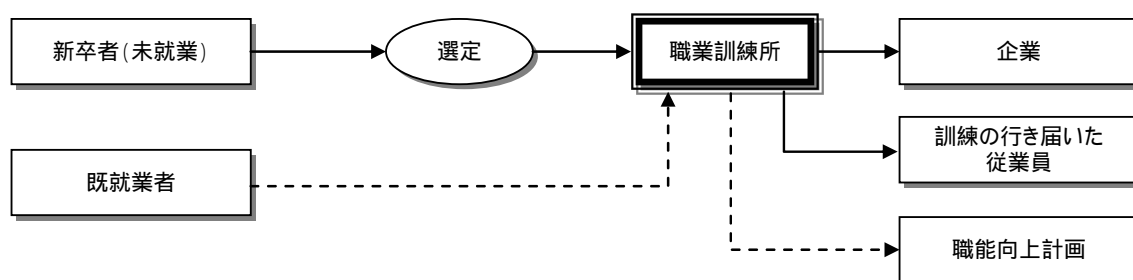 新卒者(未就業)
選定
職業訓練所
企業
訓練の行き届いた
従業員
既就業者
職能向上計画